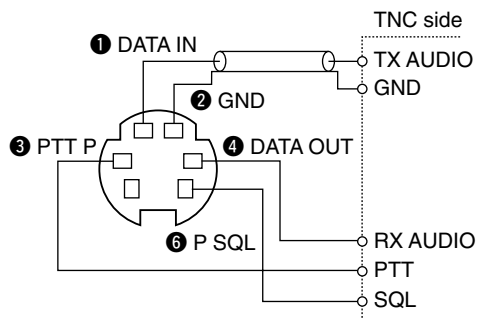 TNC side
❶ DATA IN
TX AUDIO
❷ GND
GND
❸ PTT P
❹ DATA OUT
❻ P SQL
RX AUDIO
PTT
SQL